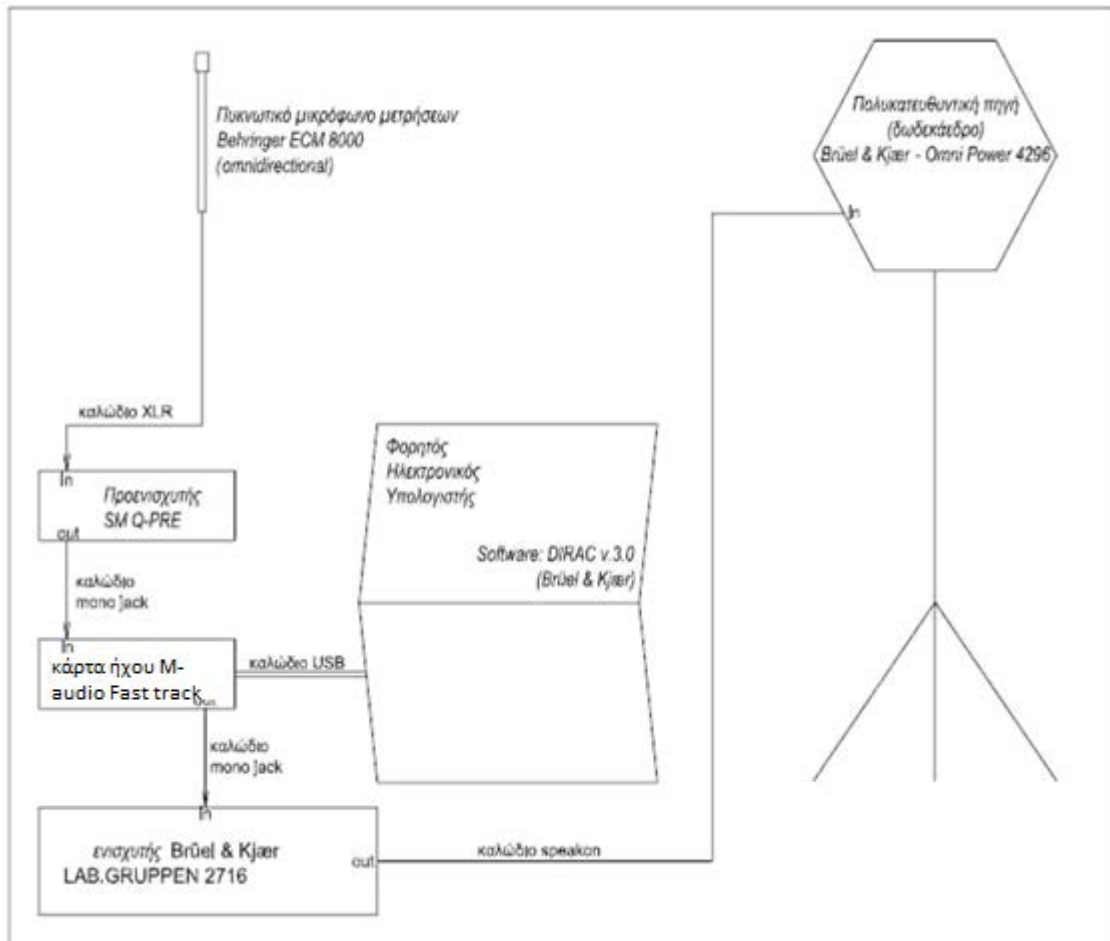 Πυκνωτικό μικρόφωνο μετρήσεων
Behringer ECM 8000
(omnidirectional)
Πολυκατευθυντική πηγή
(δωδεκάεδρο)
Brüel & Kjær - Omni Power 4296
In
καλώδιο XLR
In
Προενισχυτής
SM Q-PRE
out
καλώδιο
mono jack
Φορητός
Ηλεκτρονικός
Υπολογιστής
Software: DIRAC v.3.0
(Brüel & Kjær)
In
κάρτα ήχου M-
audio Fast track
out
καλώδιο USB
καλώδιο
mono jack
In
ενισχυτής Brüel & Kjær
LAB.GRUPPEN 2716
out
καλώδιο speakon